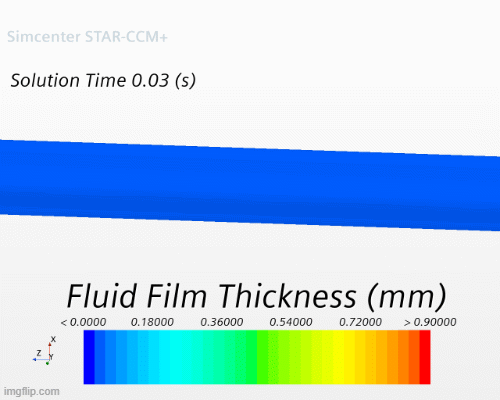 Simcenter STAR-CCM+
Solution Time 0.03 (s)
Fluid Film Thickness (mm)
< 0.0000 0.18000 0.36000 0.54000 0.72000 > 0.90000
X
Z Y
imgflip.com